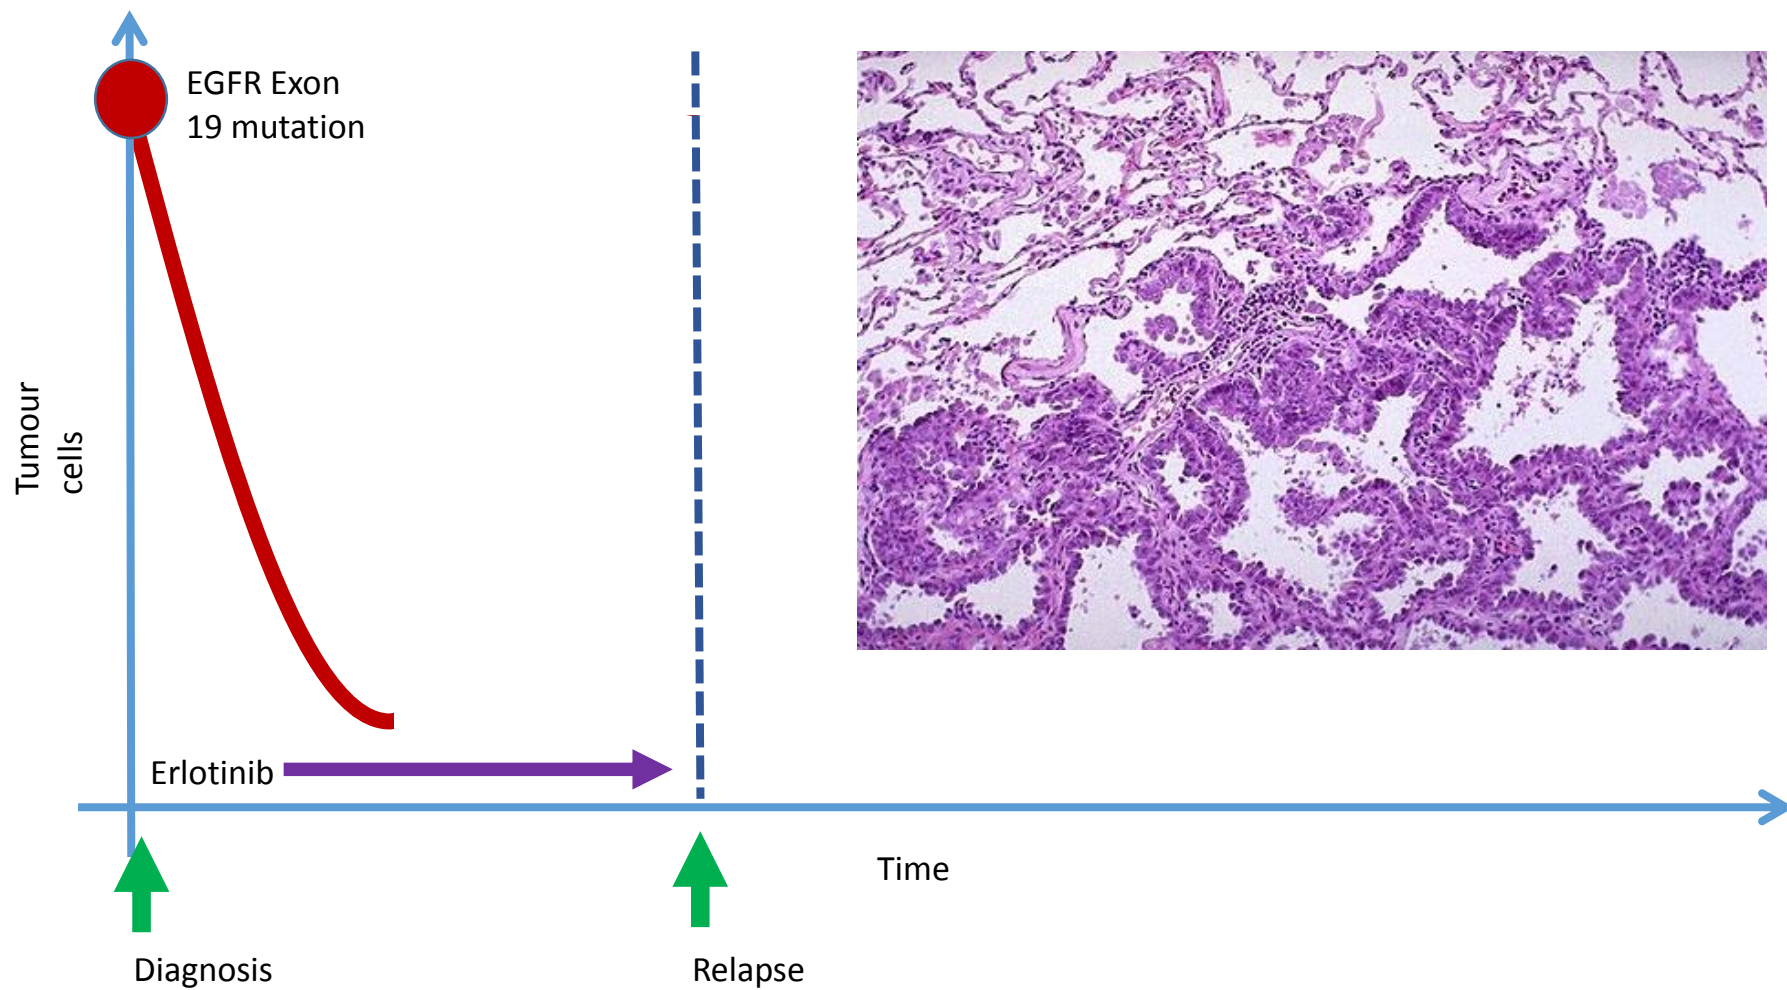 EGFR Exon
19 mutation
Tumour
cells
Erlotinib
Time
Diagnosis
Relapse